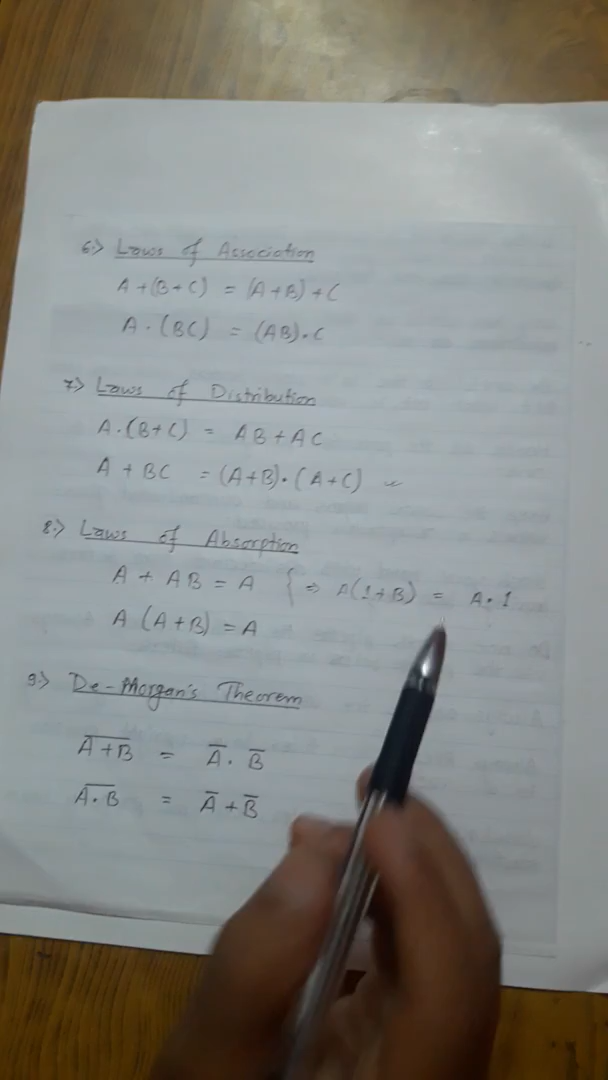 6.> Laws of Association
A + (B + C) = (A + B) + C
A . (BC) = (AB) . C
7> Laws of Distribution
A . (B + C) = AB + AC
A + BC = (A + B) . (A + C)
8.> Laws of Absorption
A + AB = A { ⇒ A(1 + B) = A . 1
A (A + B) = A
9.> De-Morgan's Theorem
A̅ ̅+̅ ̅B̅ = A̅ . B̅
A̅ ̅.̅ ̅B̅ = A̅ + B̅